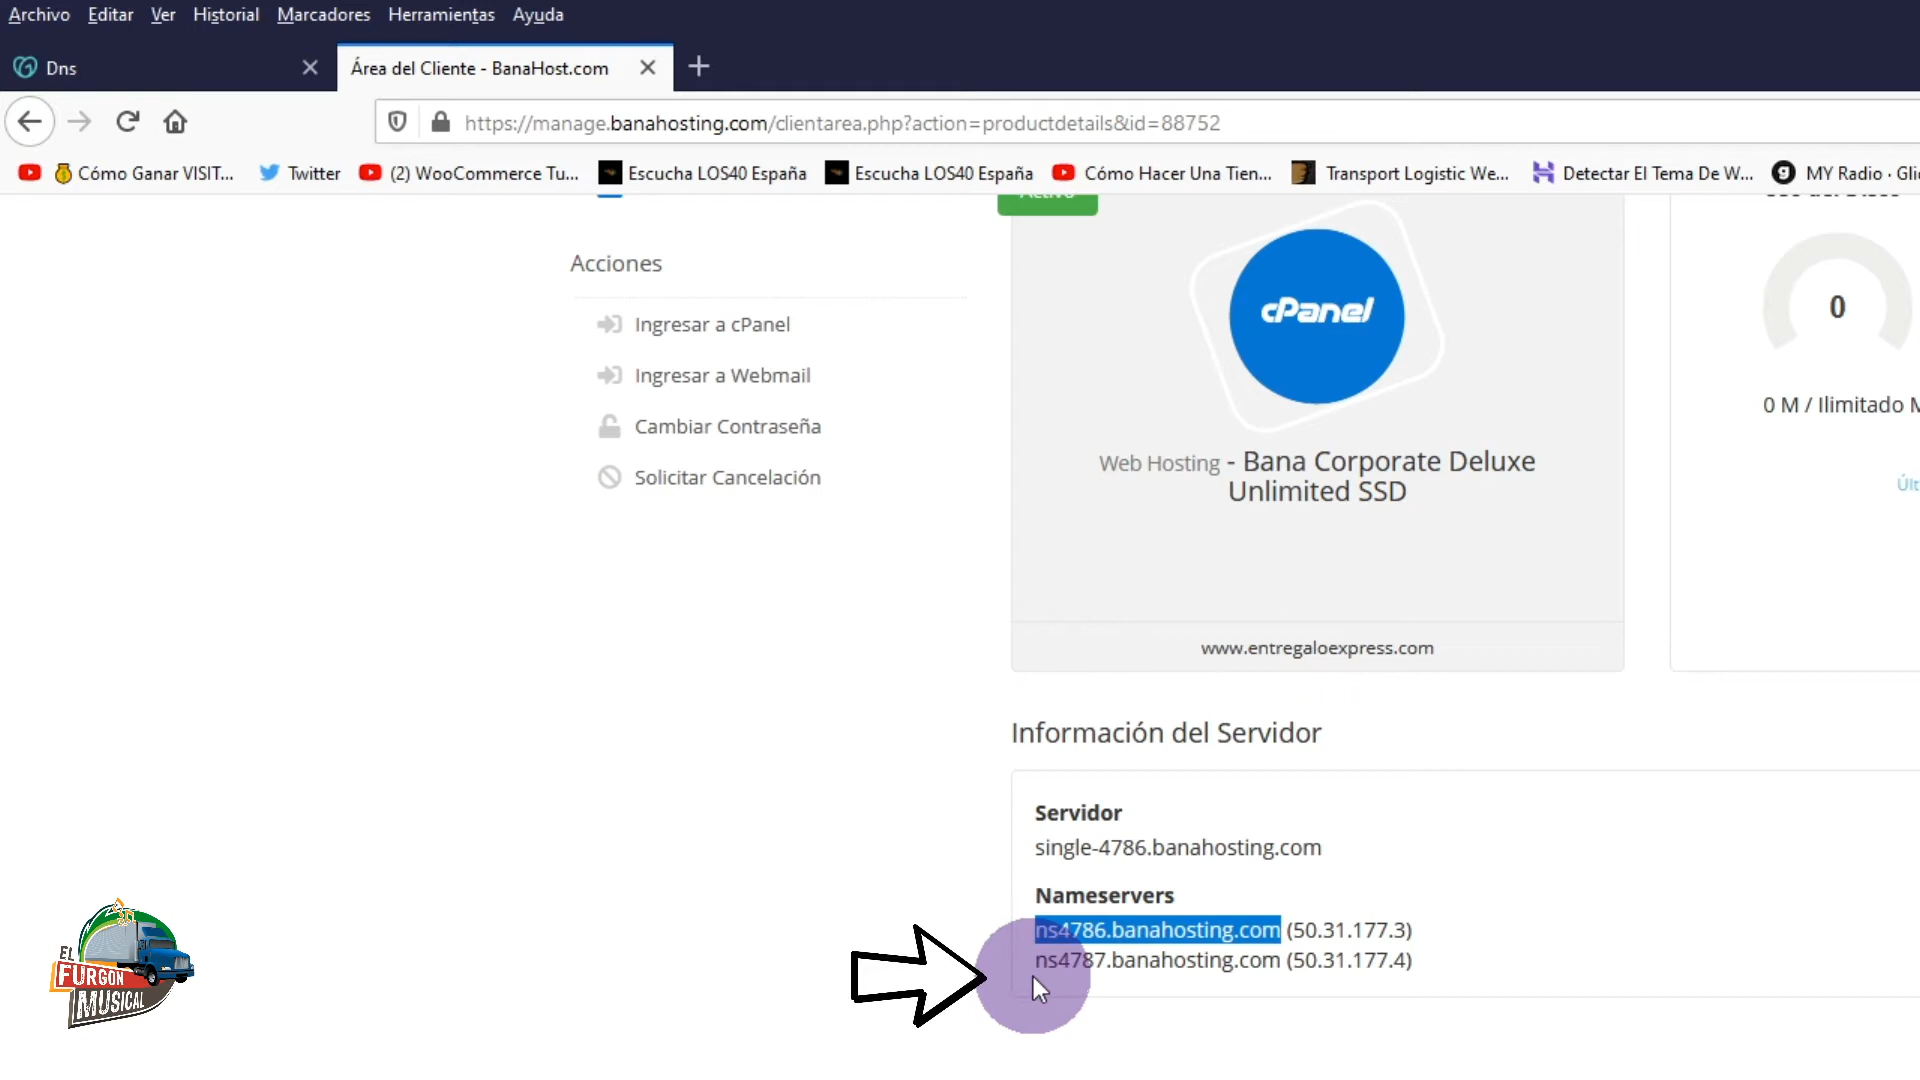 Archivo Editar Ver Historial Marcadores Herramientas Ayuda
Dns
Área del Cliente - BanaHost.com
https://manage.banahosting.com/clientarea.php?action=productdetails&id=88752
Cómo Ganar VISIT... Twitter (2) WooCommerce Tu... Escucha LOS40 España Escucha LOS40 España Cómo Hacer Una Tien... Transport Logistic We... Detectar El Tema De W... MY Radio · Gli
Acciones
Ingresar a cPanel
Ingresar a Webmail
Cambiar Contraseña
Solicitar Cancelación
cPanel
Web Hosting - Bana Corporate Deluxe
Unlimited SSD
www.entregaloexpress.com
0
0 M / Ilimitado M
Últ
Información del Servidor
Servidor
single-4786.banahosting.com
Nameservers
ns4786.banahosting.com (50.31.177.3)
ns4787.banahosting.com (50.31.177.4)
EL
FURGON
MUSICAL